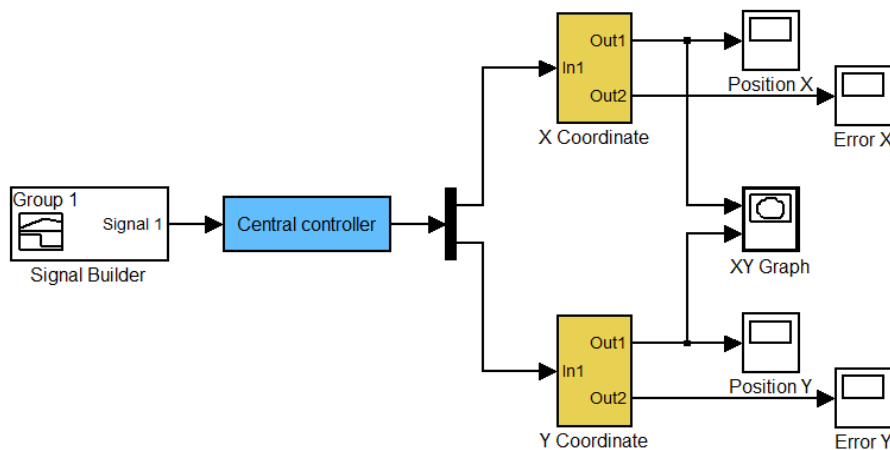 Group 1
Signal 1
Signal Builder
Central controller
In1
Out1
Out2
X Coordinate
Position X
Error X
XY Graph
In1
Out1
Out2
Y Coordinate
Position Y
Error Y